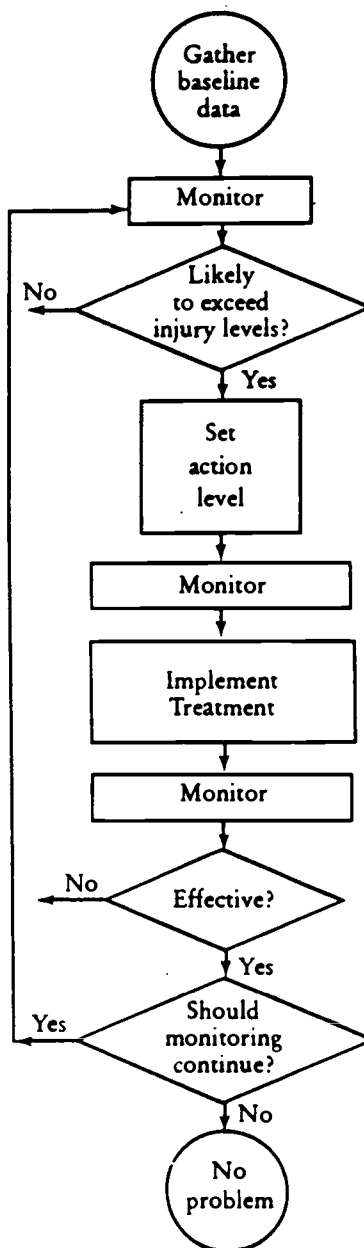 Gather
baseline
data
Monitor
Likely
to exceed
injury levels?
No
Yes
Set
action
level
Monitor
Implement
Treatment
Monitor
Effective?
No
Yes
Should
monitoring
continue?
Yes
No
No
problem